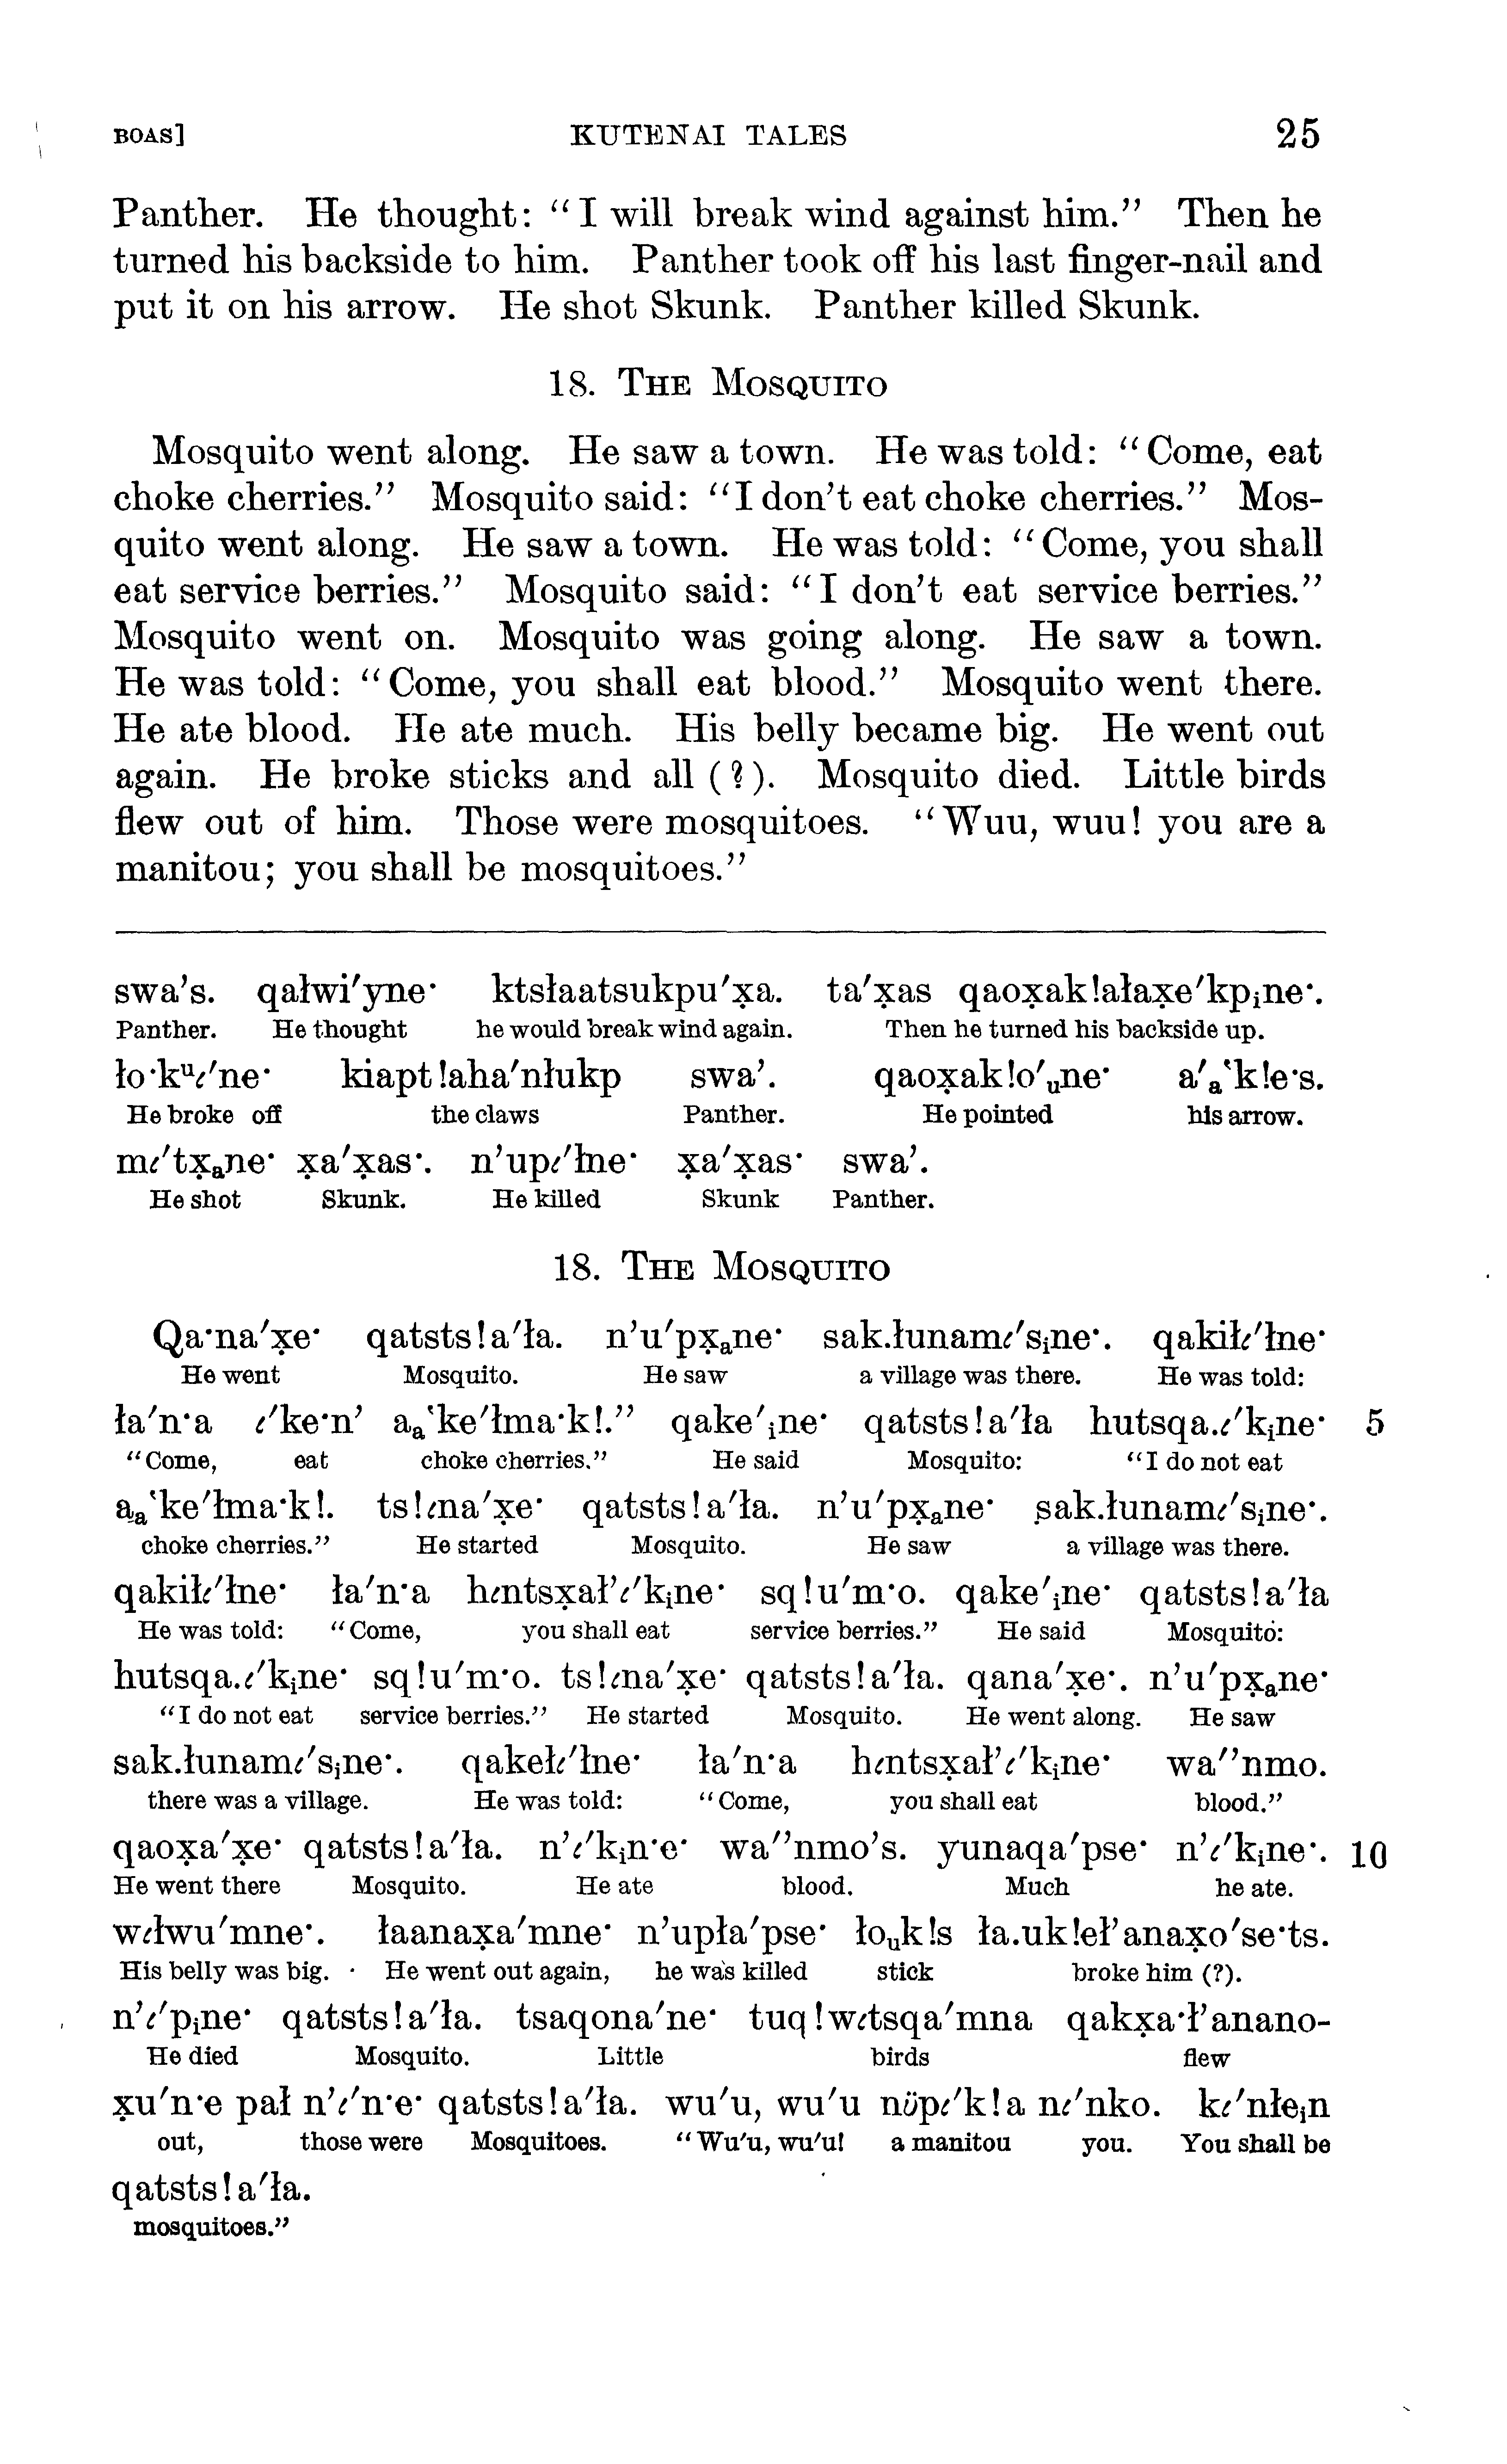 BOAS] KUTENAI TALES 25
Panther. He thought: “I will break wind against him.” Then he
turned his backside to him. Panther took off his last finger-nail and
put it on his arrow. He shot Skunk. Panther killed Skunk.
18. THE MOSQUITO
Mosquito went along. He saw a town. He was told: “Come, eat
choke cherries.” Mosquito said: “I don’t eat choke cherries.” Mos-
quito went along. He saw a town. He was told: “Come, you shall
eat service berries.” Mosquito said: “I don’t eat service berries.”
Mosquito went on. Mosquito was going along. He saw a town.
He was told: “Come, you shall eat blood.” Mosquito went there.
He ate blood. He ate much. His belly became big. He went out
again. He broke sticks and all (?). Mosquito died. Little birds
flew out of him. Those were mosquitoes. “Wuu, wuu! you are a
manitou; you shall be mosquitoes.”
swa’s. qałwi′yne· ktsłaatsukpu′x̣a. ta′x̣as qaox̣ak!ałax̣e′kpᵢne·.
Panther. He thought he would break wind again. Then he turned his backside up.
ło·kᵘɩ′ne· kiapt!aha′nłukp swa’. qaox̣ak!o′ᵤne· a′ₐ‛k!e·s.
He broke off the claws Panther. He pointed his arrow.
mɩ′tx̣ₐne· x̣a′x̣as·. n’upɩ′łne· x̣a′x̣as· swa’.
He shot Skunk. He killed Skunk Panther.
18. THE MOSQUITO
Qa·na′x̣e· qatsts!a′ła. n’u′px̣ₐne· sak.łunamɩ′sᵢne·. qakiłɩ′łne·
He went Mosquito. He saw a village was there. He was told:
ła′n·a ɩ′ke·n’ aₐ‛ke′łma·k!.” qake′ᵢne· qatsts!a′ła hutsqa.ɩ′kᵢne· 5
“Come, eat choke cherries.” He said Mosquito: “I do not eat
aₐ‛ke′łma·k!. ts!ɩna′x̣e· qatsts!a′ła. n’u′px̣ₐne· sak.łunamɩ′sᵢne·.
choke cherries.” He started Mosquito. He saw a village was there.
qakiłɩ′łne· ła′n·a hɩntsx̣ał’ɩ′kᵢne· sq!u′m·o. qake′ᵢne· qatsts!a′ła
He was told: “Come, you shall eat service berries.” He said Mosquito:
hutsqa.ɩ′kᵢne· sq!u′m·o. ts!ɩna′x̣e· qatsts!a′ła. qana′x̣e·. n’u′px̣ₐne·
“I do not eat service berries.” He started Mosquito. He went along. He saw
sak.łunamɩ′sᵢne·. qakełɩ′łne· ła′n·a hɩntsx̣ał’ɩ′kᵢne· wa′’nmo.
there was a village. He was told: “Come, you shall eat blood.”
qaox̣a′x̣e· qatsts!a′ła. n’ɩ′kᵢn·e· wa′’nmo’s. yunaqa′pse· n’ɩ′kᵢne·. 10
He went there Mosquito. He ate blood. Much he ate.
wɩłwu′mne·. łaanax̣a′mne· n’upła′pse· łoᵤk!s ła.uk!eł’anax̣o′se·ts.
His belly was big. He went out again, he was killed stick broke him (?).
n’ɩ′pᵢne· qatsts!a′ła. tsaqona′ne· tuq!wɩtsqa′mna qakx̣a·ł’anano-
He died Mosquito. Little birds flew
x̣u′n·e pał n’ɩ′n·e· qatsts!a′ła. wu′u, wu′u nüpɩ′k!a nɩ′nko. kɩ′nłeᵢn
out, those were Mosquitoes. “Wu′u, wu′u! a manitou you. You shall be
qatsts!a′ła.
mosquitoes.”